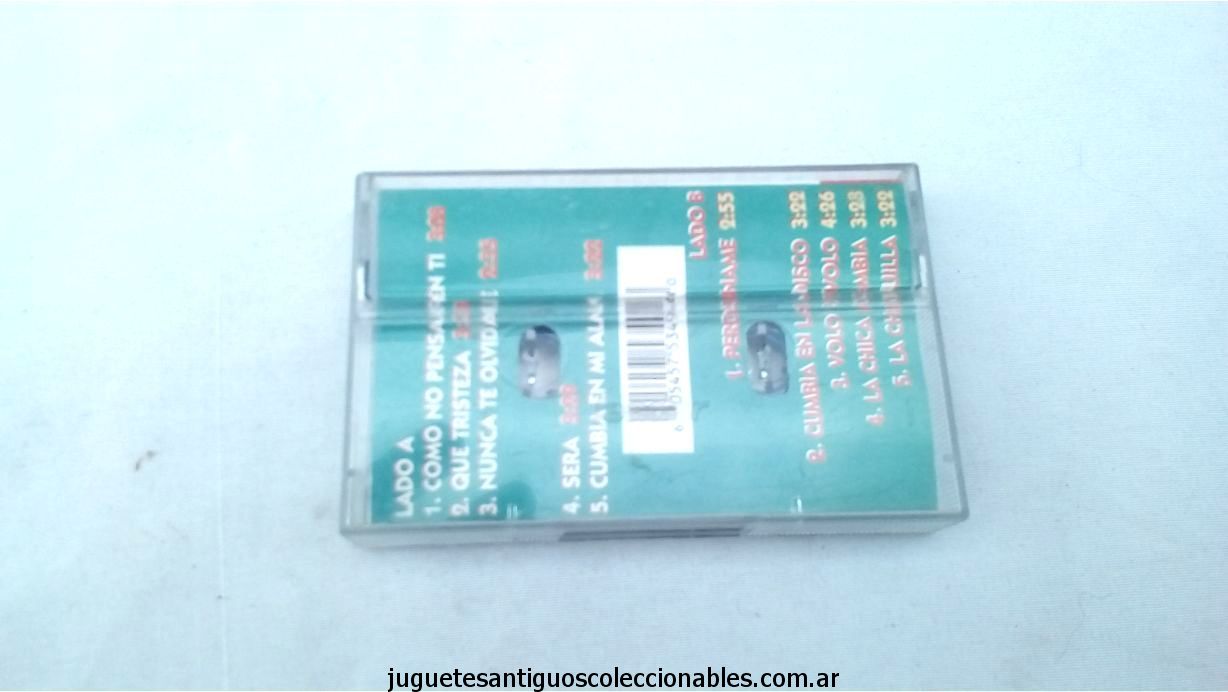 LADO A
1. COMO NO PENSAR EN TI
2. QUE TRISTEZA
3. NUNCA TE OLVIDARE
4. SERA
5. CUMBIA EN MI ALMA
LADO B
1. PERDONAME 2:55
2. CUMBIA EN LA DISCO 3:22
3. VOLO VOLO 4:26
4. LA CHICA CUMBIA 3:23
5. LA CHIQUILLA 3:22
juguetesantiguoscoleccionables.com.ar